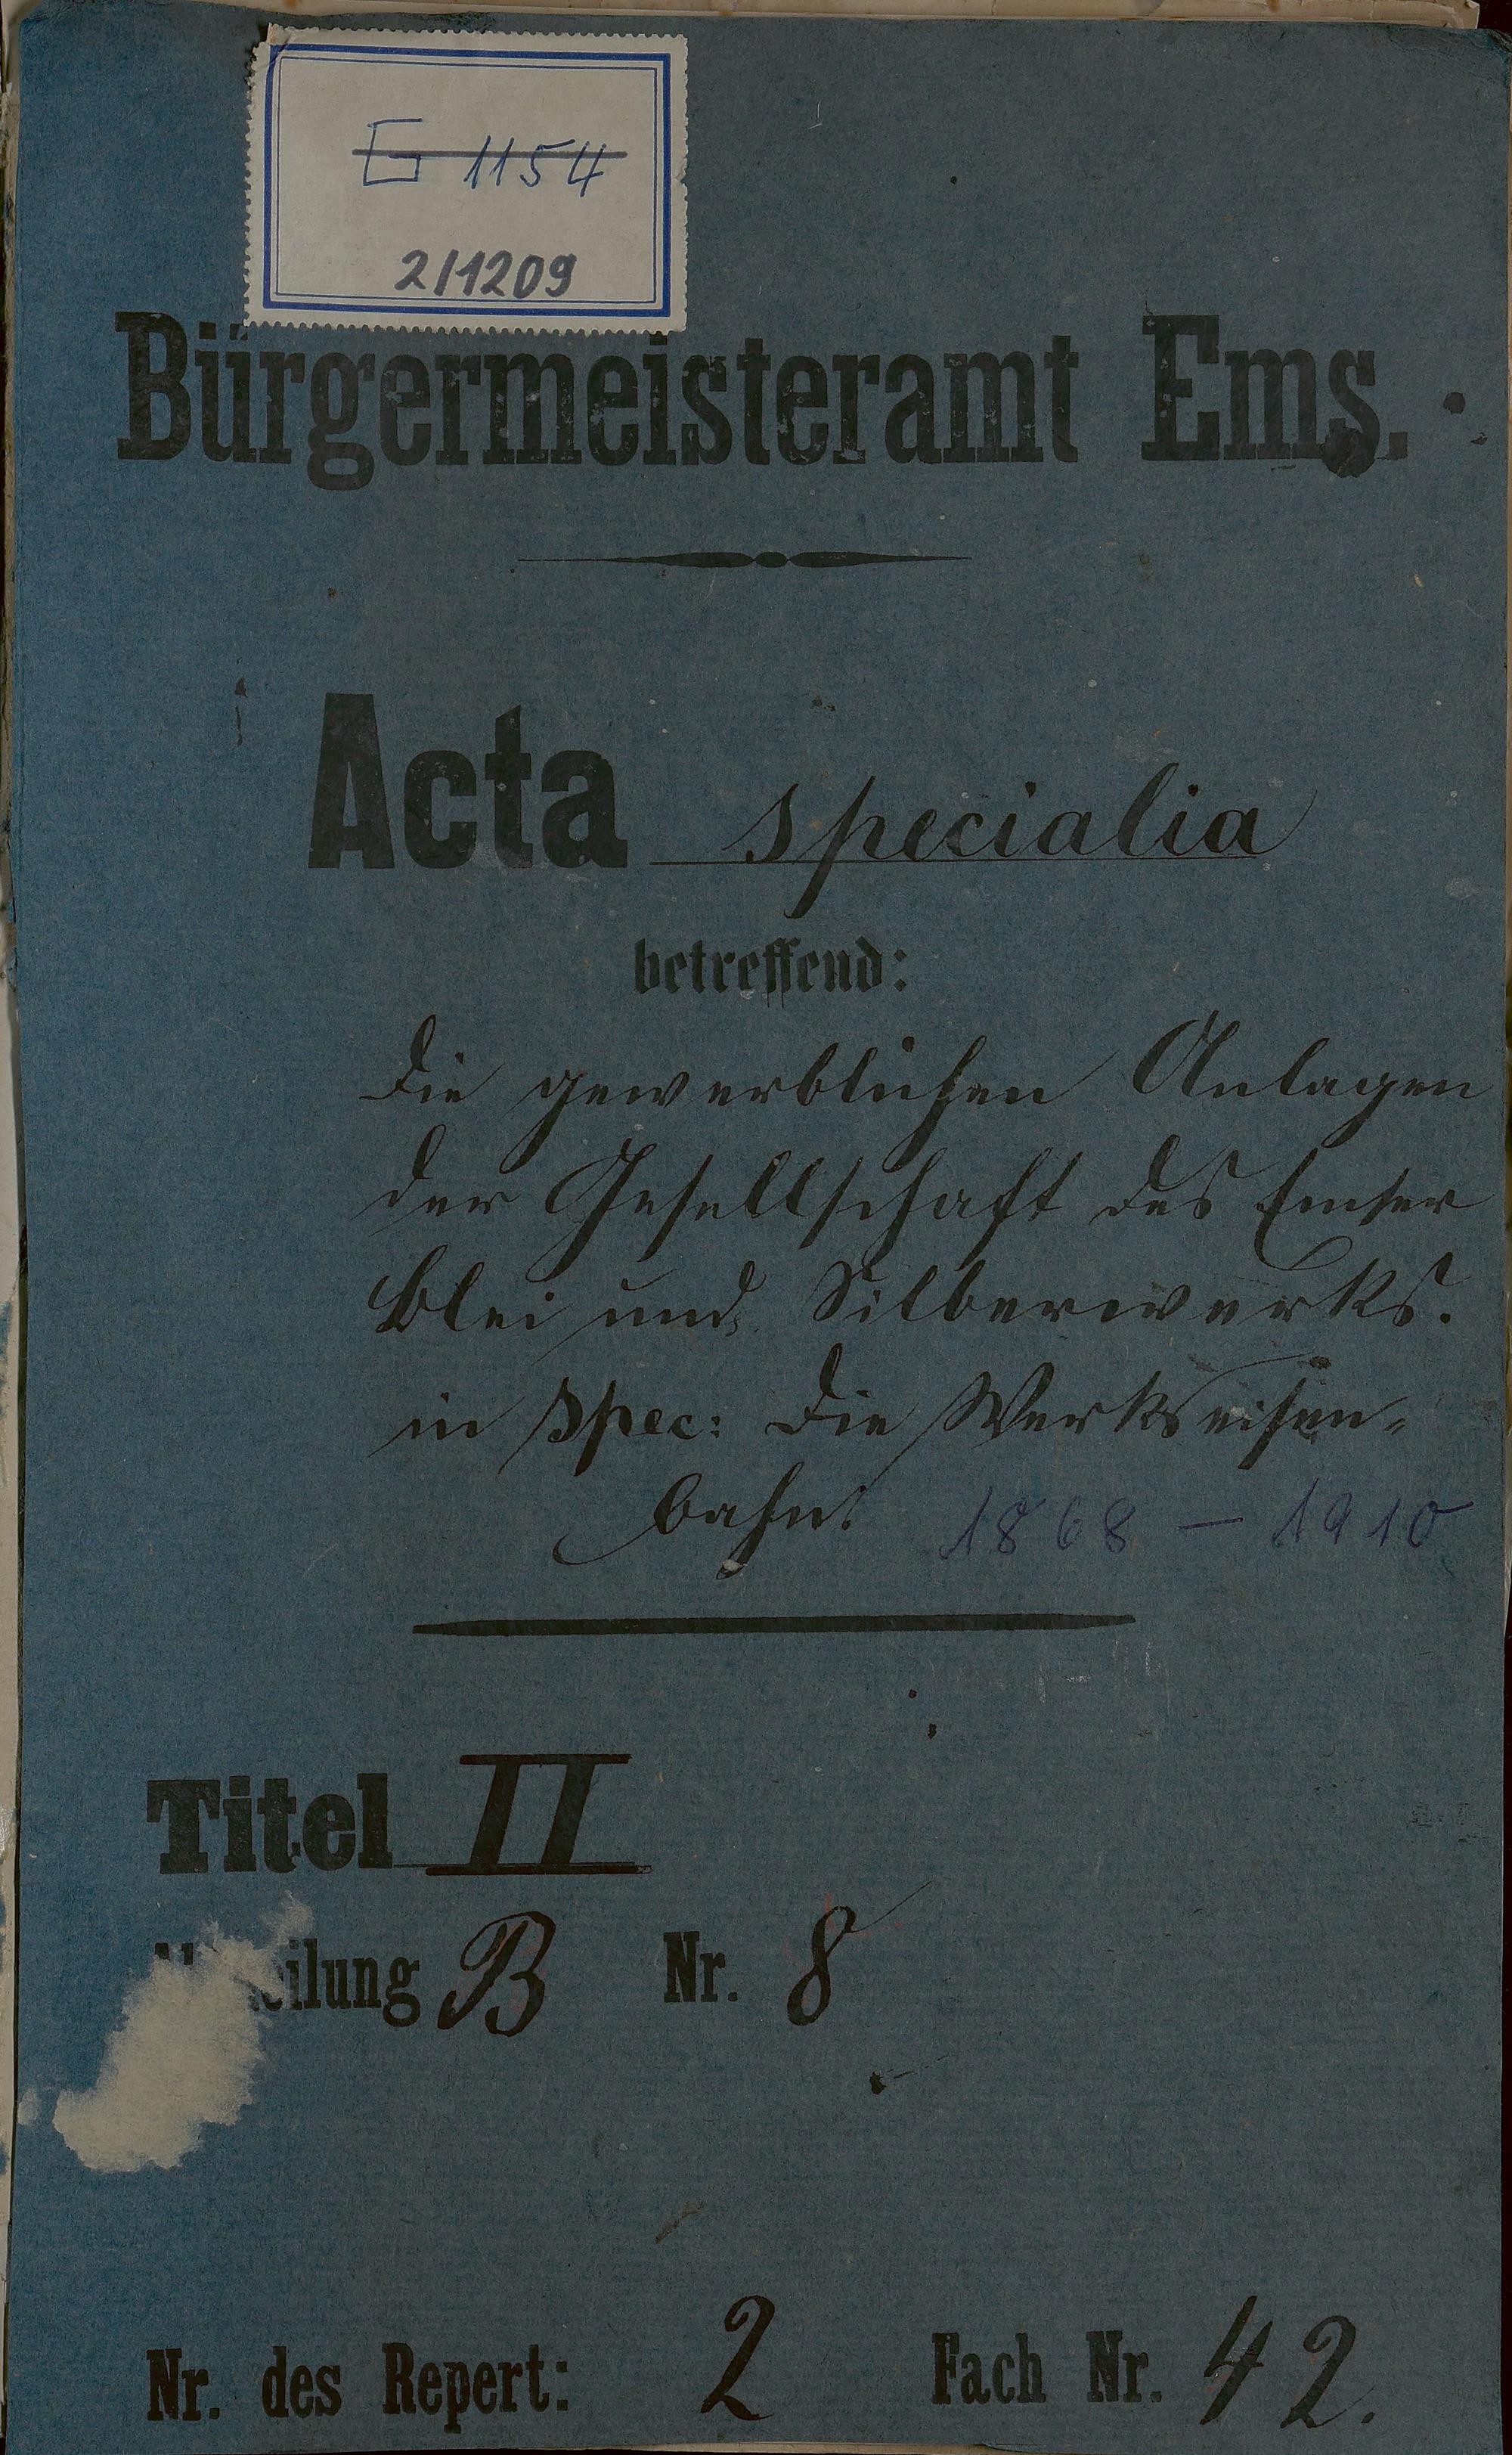 G 1154
2/1209
Bürgermeisteramt Ems.
Acta specialia
betreffend:
Die gewerblichen Anlagen
der Gesellschaft des Emser
Blei und Silberwerks.
in spec: Die Werkseisen-
bahn.
1868 - 1910
Titel II
Abtheilung B Nr. 8
Nr. des Repert: 2 Fach Nr. 42.